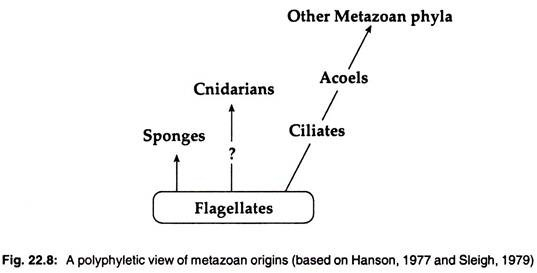 Other Metazoan phyla
Acoels
Cnidarians
Ciliates
Sponges
?
Flagellates
Fig. 22.8: A polyphyletic view of metazoan origins (based on Hanson, 1977 and Sleigh, 1979)